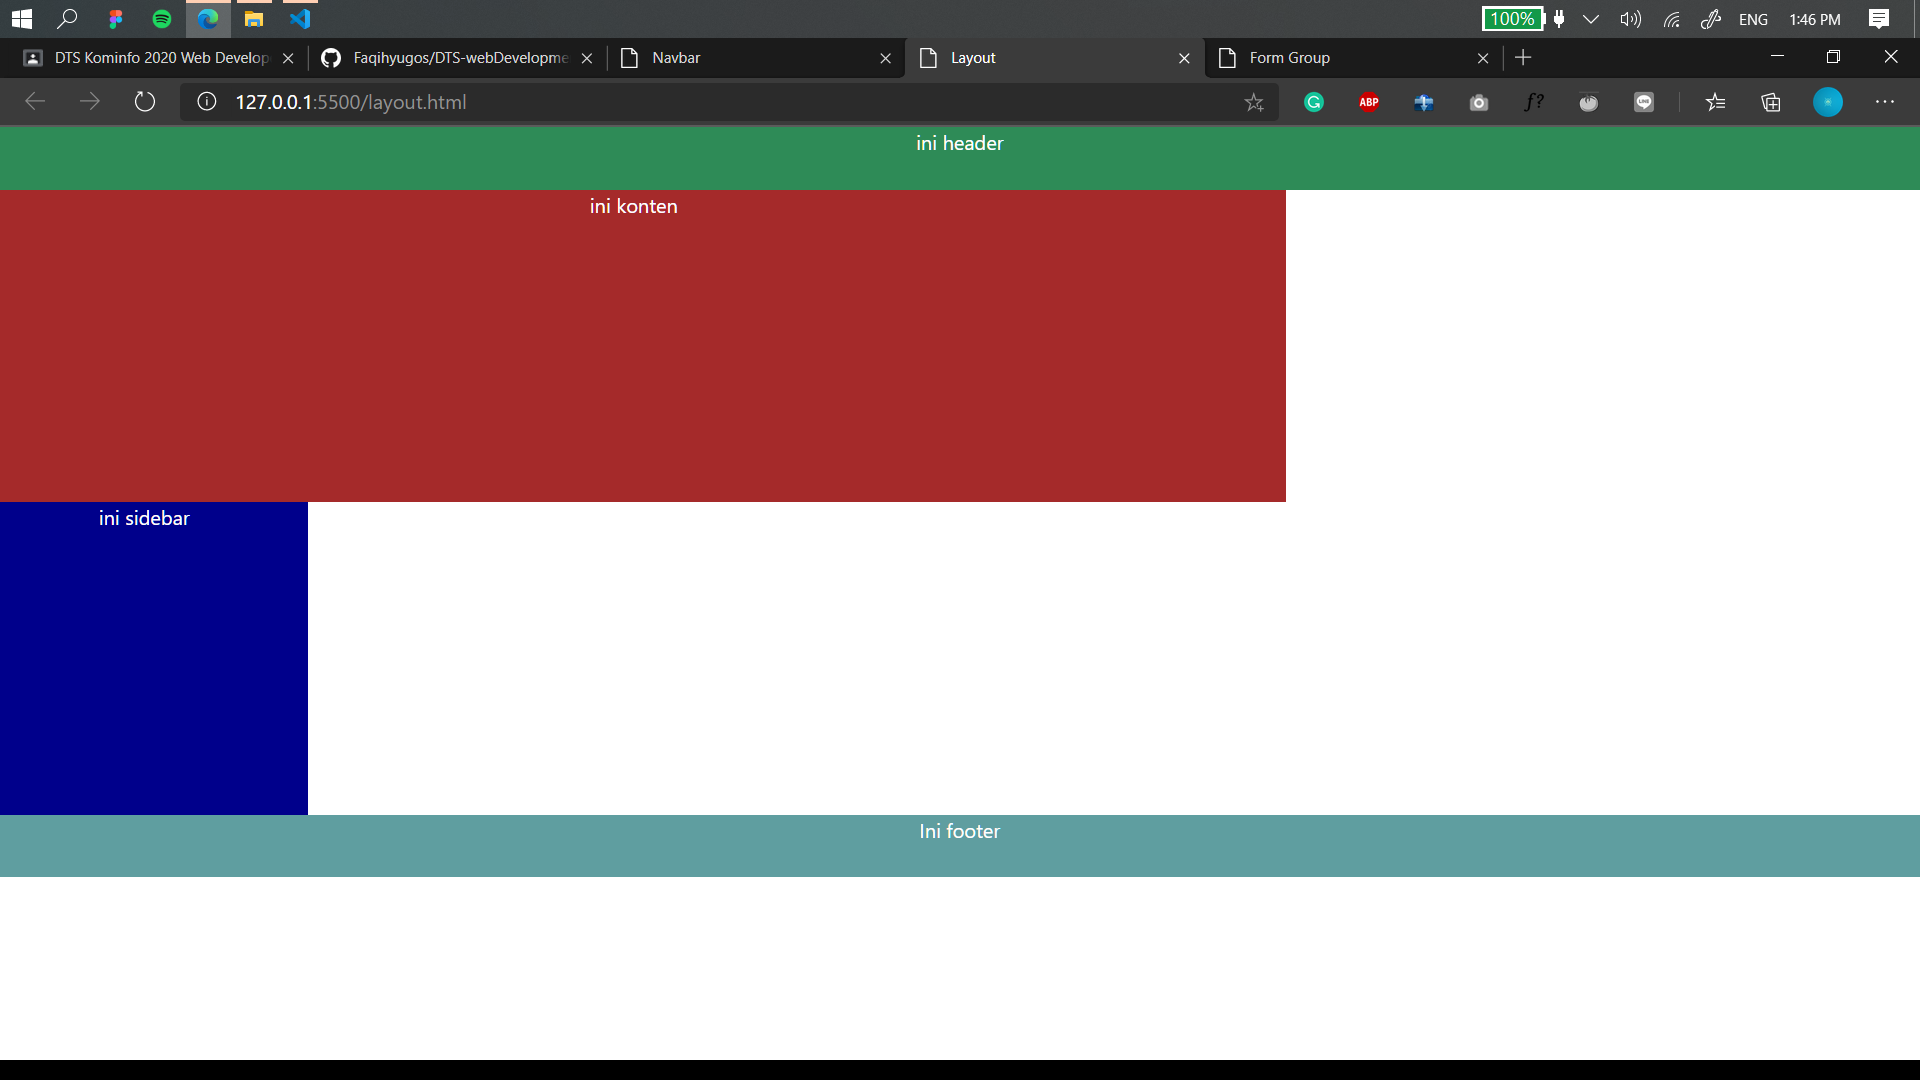 100%
ENG
1:46 PM
DTS Kominfo 2020 Web Develop
Faqihyugos/DTS-webDevelopme
Navbar
Layout
Form Group
127.0.0.1:5500/layout.html
ABP
f?
LINE
ini header
ini konten
ini sidebar
Ini footer